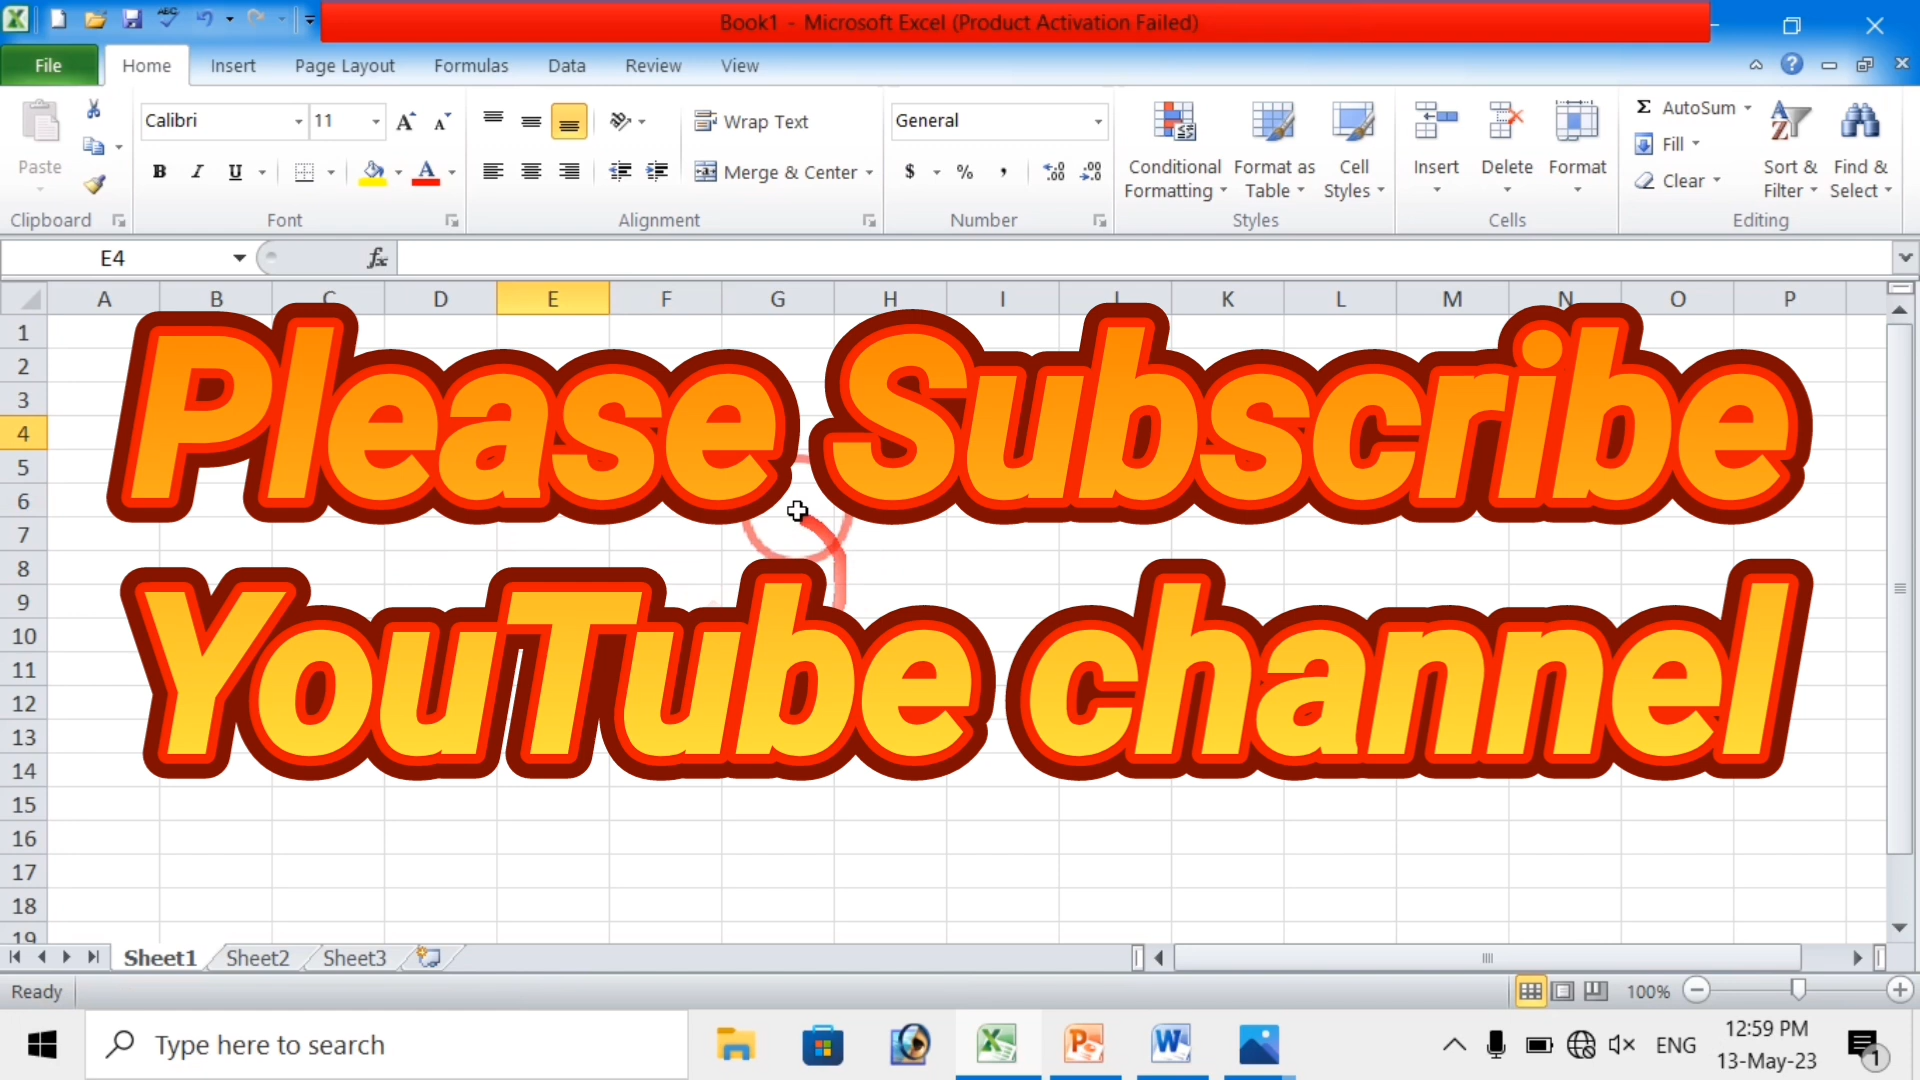 Book1 - Microsoft Excel (Product Activation Failed)
File Home Insert Page Layout Formulas Data Review View
Paste
Clipboard
Calibri 11
B I U A
Font
Wrap Text
Merge & Center
Alignment
General
$ % ,
Number
Conditional Formatting
Format as Table
Cell Styles
Styles
Insert Delete Format
Cells
Σ AutoSum
Fill
Clear
Sort & Filter
Find & Select
Editing
E4 fx
A B C D E F G H I J K L M N O P
1
2
3
4
5
6
7
8
9
10
11
12
13
14
15
16
17
18
19
Please Subscribe
YouTube channel
Sheet1 Sheet2 Sheet3
Ready 100%
Type here to search
ENG
12:59 PM
13-May-23
1